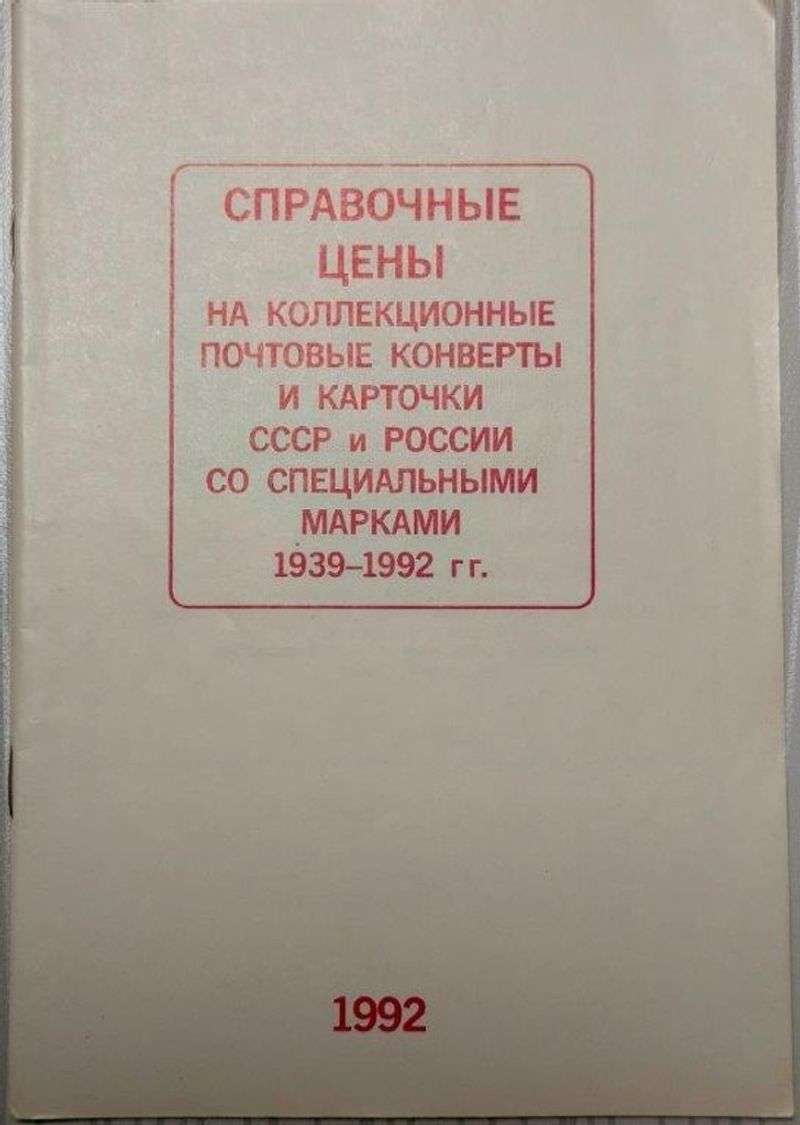 СПРАВОЧНЫЕ
ЦЕНЫ
НА КОЛЛЕКЦИОННЫЕ
ПОЧТОВЫЕ КОНВЕРТЫ
И КАРТОЧКИ
СССР и РОССИИ
СО СПЕЦИАЛЬНЫМИ
МАРКАМИ
1939–1992 гг.
1992